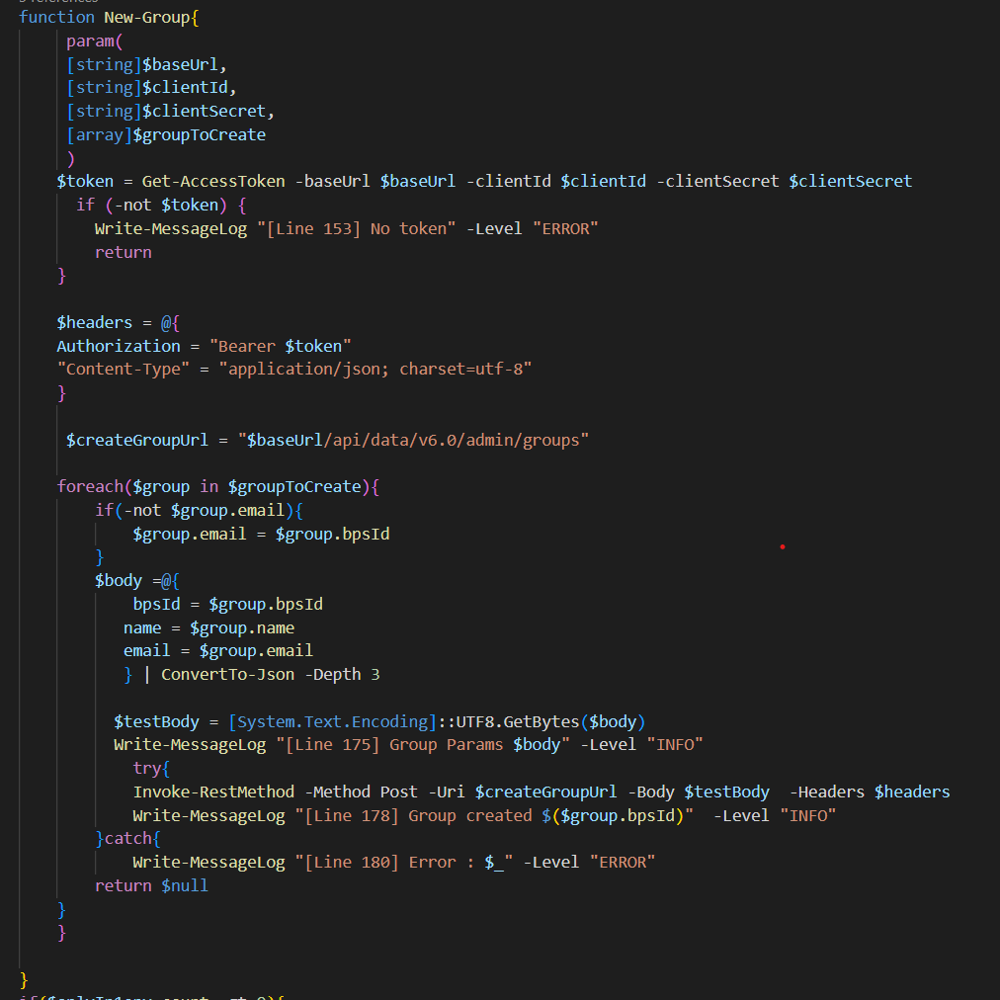 function New-Group{
param(
[string]$baseUrl,
[string]$clientId,
[string]$clientSecret,
[array]$groupToCreate
)
$token = Get-AccessToken -baseUrl $baseUrl -clientId $clientId -clientSecret $clientSecret
if (-not $token) {
Write-MessageLog "[Line 153] No token" -Level "ERROR"
return
}
$headers = @{
Authorization = "Bearer $token"
"Content-Type" = "application/json; charset=utf-8"
}
$createGroupUrl = "$baseUrl/api/data/v6.0/admin/groups"
foreach($group in $groupToCreate){
if(-not $group.email){
$group.email = $group.bpsId
}
$body =@{
bpsId = $group.bpsId
name = $group.name
email = $group.email
} | ConvertTo-Json -Depth 3
$testBody = [System.Text.Encoding]::UTF8.GetBytes($body)
Write-MessageLog "[Line 175] Group Params $body" -Level "INFO"
try{
Invoke-RestMethod -Method Post -Uri $createGroupUrl -Body $testBody  -Headers $headers
Write-MessageLog "[Line 178] Group created $($group.bpsId)"  -Level "INFO"
}catch{
Write-MessageLog "[Line 180] Error : $_" -Level "ERROR"
return $null
}
}
}